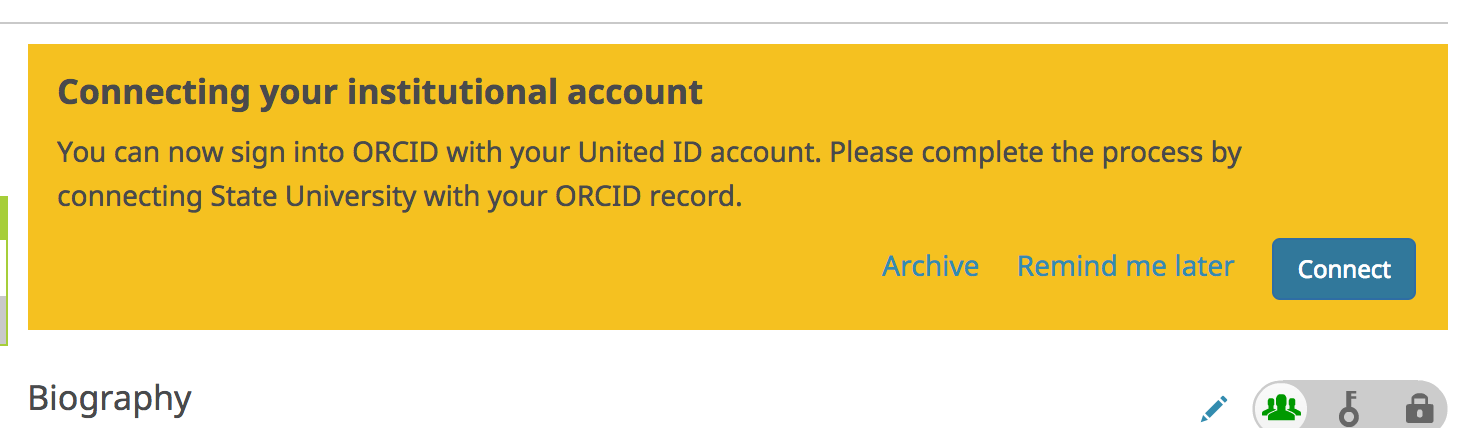 Connecting your institutional account
You can now sign into ORCID with your United ID account. Please complete the process by
connecting State University with your ORCID record.
Archive Remind me later Connect
Biography